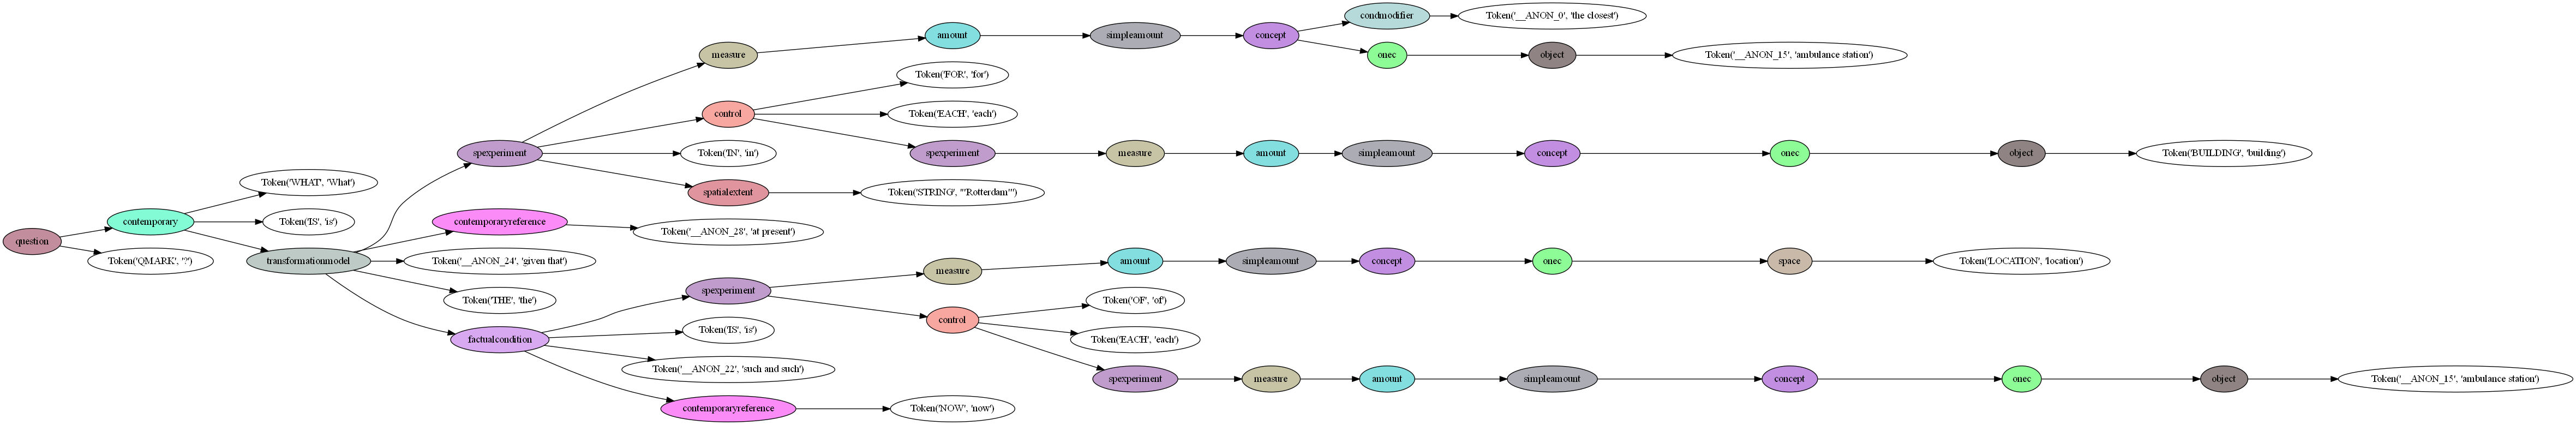 condmodifier
Token('__ANON_0', 'the closest')
amount
simpleamount
concept
measure
onec
object
Token('__ANON_15', 'ambulance station')
Token('FOR', 'for')
control
Token('EACH', 'each')
spexperiment
Token('IN', 'in')
spexperiment
measure
amount
simpleamount
concept
onec
object
Token('BUILDING', 'building')
Token('WHAT', 'What')
spatialextent
Token('STRING', "'Rotterdam'")
contemporary
Token('IS', 'is')
contemporaryreference
Token('__ANON_28', 'at present')
question
Token('QMARK', '?')
transformationmodel
Token('__ANON_24', 'given that')
measure
amount
simpleamount
concept
onec
space
Token('LOCATION', 'location')
Token('THE', 'the')
spexperiment
Token('OF', 'of')
control
factualcondition
Token('IS', 'is')
Token('EACH', 'each')
Token('__ANON_22', 'such and such')
spexperiment
measure
amount
simpleamount
concept
onec
object
Token('__ANON_15', 'ambulance station')
contemporaryreference
Token('NOW', 'now')